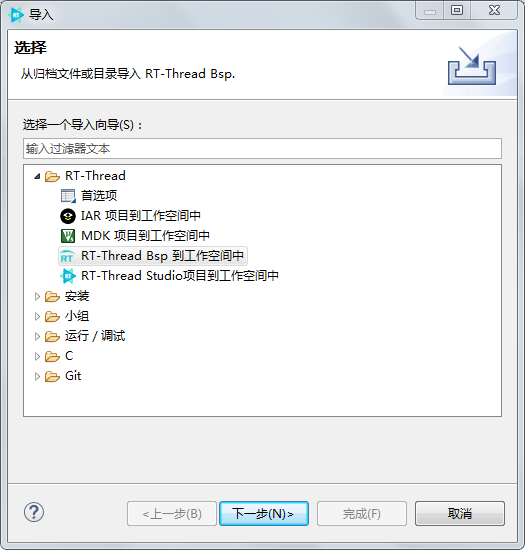 导入
选择
从归档文件或目录导入 RT-Thread Bsp.
选择一个导入向导(S)：
输入过滤器文本
RT-Thread
首选项
IAR 项目到工作空间中
MDK 项目到工作空间中
RT RT-Thread Bsp 到工作空间中
RT-Thread Studio项目到工作空间中
安装
小组
运行 / 调试
C
Git
<上一步(B) 下一步(N)> 完成(F) 取消